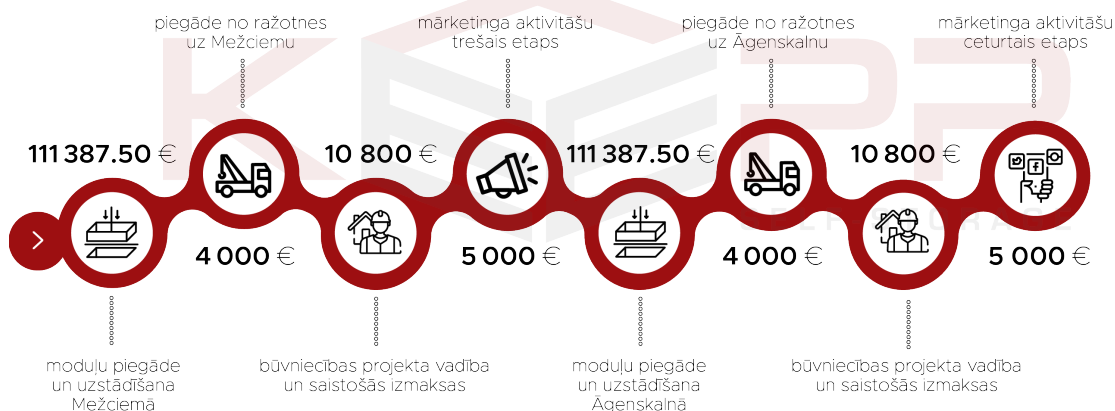 piegāde no ražotnes
uz Mežciemu
mārketinga aktivitāšu
trešais etaps
piegāde no ražotnes
uz Āgenskalnu
mārketinga aktivitāšu
ceturtais etaps
111 387.50 €
10 800 €
111 387.50 €
10 800 €
4 000 €
5 000 €
4 000 €
5 000 €
moduļu piegāde
un uzstādīšana
Mežciemā
būvniecības projekta vadība
un saistošās izmaksas
moduļu piegāde
un uzstādīšana
Āgenskalnā
būvniecības projekta vadība
un saistošās izmaksas